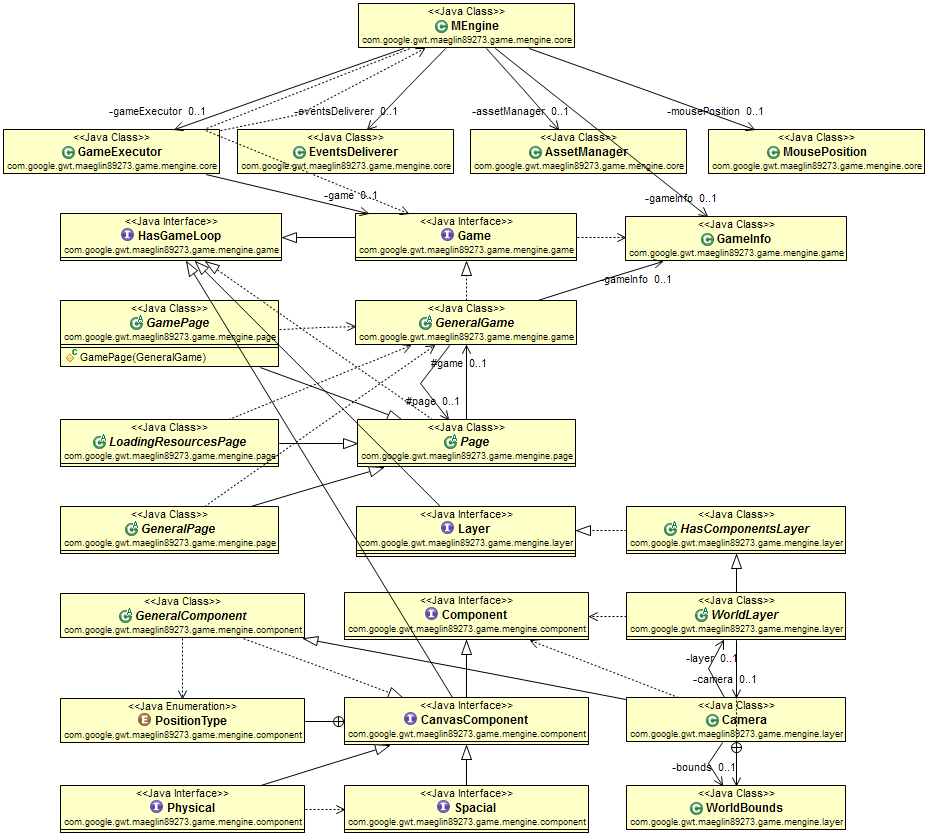 <<Java Class>>
MEngine
com.google.gwt.maeglin89273.game.mengine.core
-gameExecutor 0..1
-eventsDeliverer 0..1
-assetManager 0..1
-mousePosition 0..1
<<Java Class>>
GameExecutor
com.google.gwt.maeglin89273.game.mengine.core
<<Java Class>>
EventsDeliverer
com.google.gwt.maeglin89273.game.mengine.core
<<Java Class>>
AssetManager
com.google.gwt.maeglin89273.game.mengine.core
<<Java Class>>
MousePosition
com.google.gwt.maeglin89273.game.mengine.core
-game 0..1
-gameInfo 0..1
<<Java Interface>>
HasGameLoop
com.google.gwt.maeglin89273.game.mengine.game
<<Java Interface>>
Game
com.google.gwt.maeglin89273.game.mengine.game
<<Java Class>>
GameInfo
com.google.gwt.maeglin89273.game.mengine.game
-gameInfo 0..1
<<Java Class>>
GamePage
com.google.gwt.maeglin89273.game.mengine.page
GamePage(GeneralGame)
<<Java Class>>
GeneralGame
com.google.gwt.maeglin89273.game.mengine.game
#game 0..1
#page 0..1
<<Java Class>>
LoadingResourcesPage
com.google.gwt.maeglin89273.game.mengine.page
<<Java Class>>
Page
com.google.gwt.maeglin89273.game.mengine.page
<<Java Class>>
GeneralPage
com.google.gwt.maeglin89273.game.mengine.page
<<Java Interface>>
Layer
com.google.gwt.maeglin89273.game.mengine.layer
<<Java Class>>
HasComponentsLayer
com.google.gwt.maeglin89273.game.mengine.layer
<<Java Class>>
GeneralComponent
com.google.gwt.maeglin89273.game.mengine.component
<<Java Interface>>
Component
com.google.gwt.maeglin89273.game.mengine.component
<<Java Class>>
WorldLayer
com.google.gwt.maeglin89273.game.mengine.layer
-layer 0..1
-camera 0..1
<<Java Enumeration>>
PositionType
com.google.gwt.maeglin89273.game.mengine.component
<<Java Interface>>
CanvasComponent
com.google.gwt.maeglin89273.game.mengine.component
<<Java Class>>
Camera
com.google.gwt.maeglin89273.game.mengine.layer
-bounds 0..1
<<Java Interface>>
Physical
com.google.gwt.maeglin89273.game.mengine.component
<<Java Interface>>
Spacial
com.google.gwt.maeglin89273.game.mengine.component
<<Java Class>>
WorldBounds
com.google.gwt.maeglin89273.game.mengine.layer